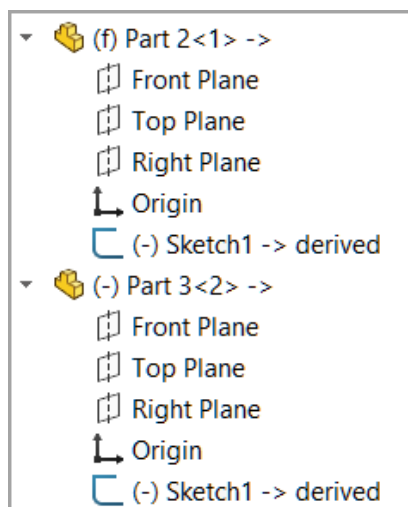 (f) Part 2<1> ->
Front Plane
Top Plane
Right Plane
Origin
(-) Sketch1 -> derived
(-) Part 3<2> ->
Front Plane
Top Plane
Right Plane
Origin
(-) Sketch1 -> derived